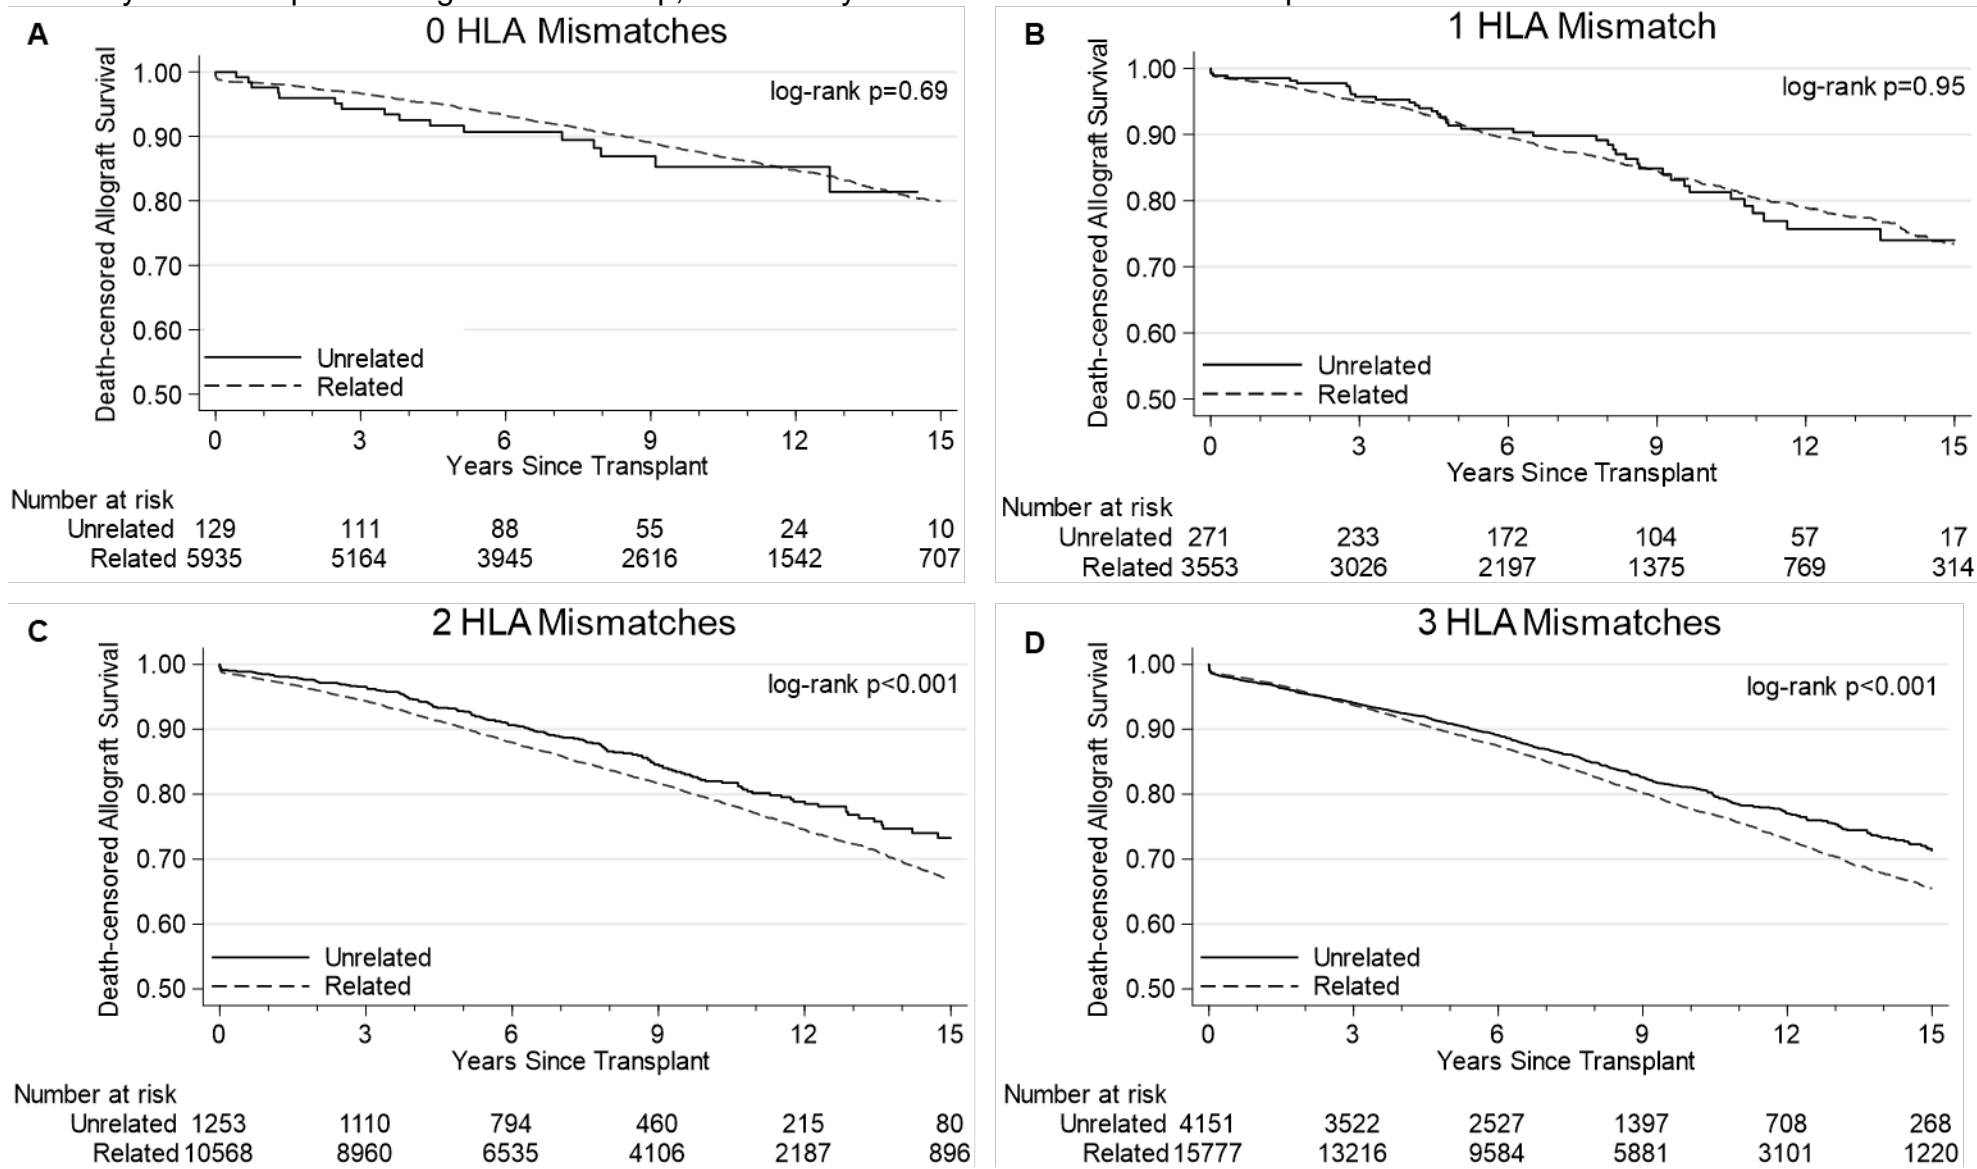 A
0 HLA Mismatches
log-rank p=0.69
Death-censored Allograft Survival
1.00
0.90
0.80
0.70
0.60
0.50
Unrelated
Related
0 3 6 9 12 15
Years Since Transplant
Number at risk
Unrelated 129 111 88 55 24 10
Related 5935 5164 3945 2616 1542 707
B
1 HLA Mismatch
log-rank p=0.95
Death-censored Allograft Survival
1.00
0.90
0.80
0.70
0.60
0.50
Unrelated
Related
0 3 6 9 12 15
Years Since Transplant
Number at risk
Unrelated 271 233 172 104 57 17
Related 3553 3026 2197 1375 769 314
C
2 HLA Mismatches
log-rank p<0.001
Death-censored Allograft Survival
1.00
0.90
0.80
0.70
0.60
0.50
Unrelated
Related
0 3 6 9 12 15
Years Since Transplant
Number at risk
Unrelated 1253 1110 794 460 215 80
Related 10568 8960 6535 4106 2187 896
D
3 HLA Mismatches
log-rank p<0.001
Death-censored Allograft Survival
1.00
0.90
0.80
0.70
0.60
0.50
Unrelated
Related
0 3 6 9 12 15
Years Since Transplant
Number at risk
Unrelated 4151 3522 2527 1397 708 268
Related 15777 13216 9584 5881 3101 1220